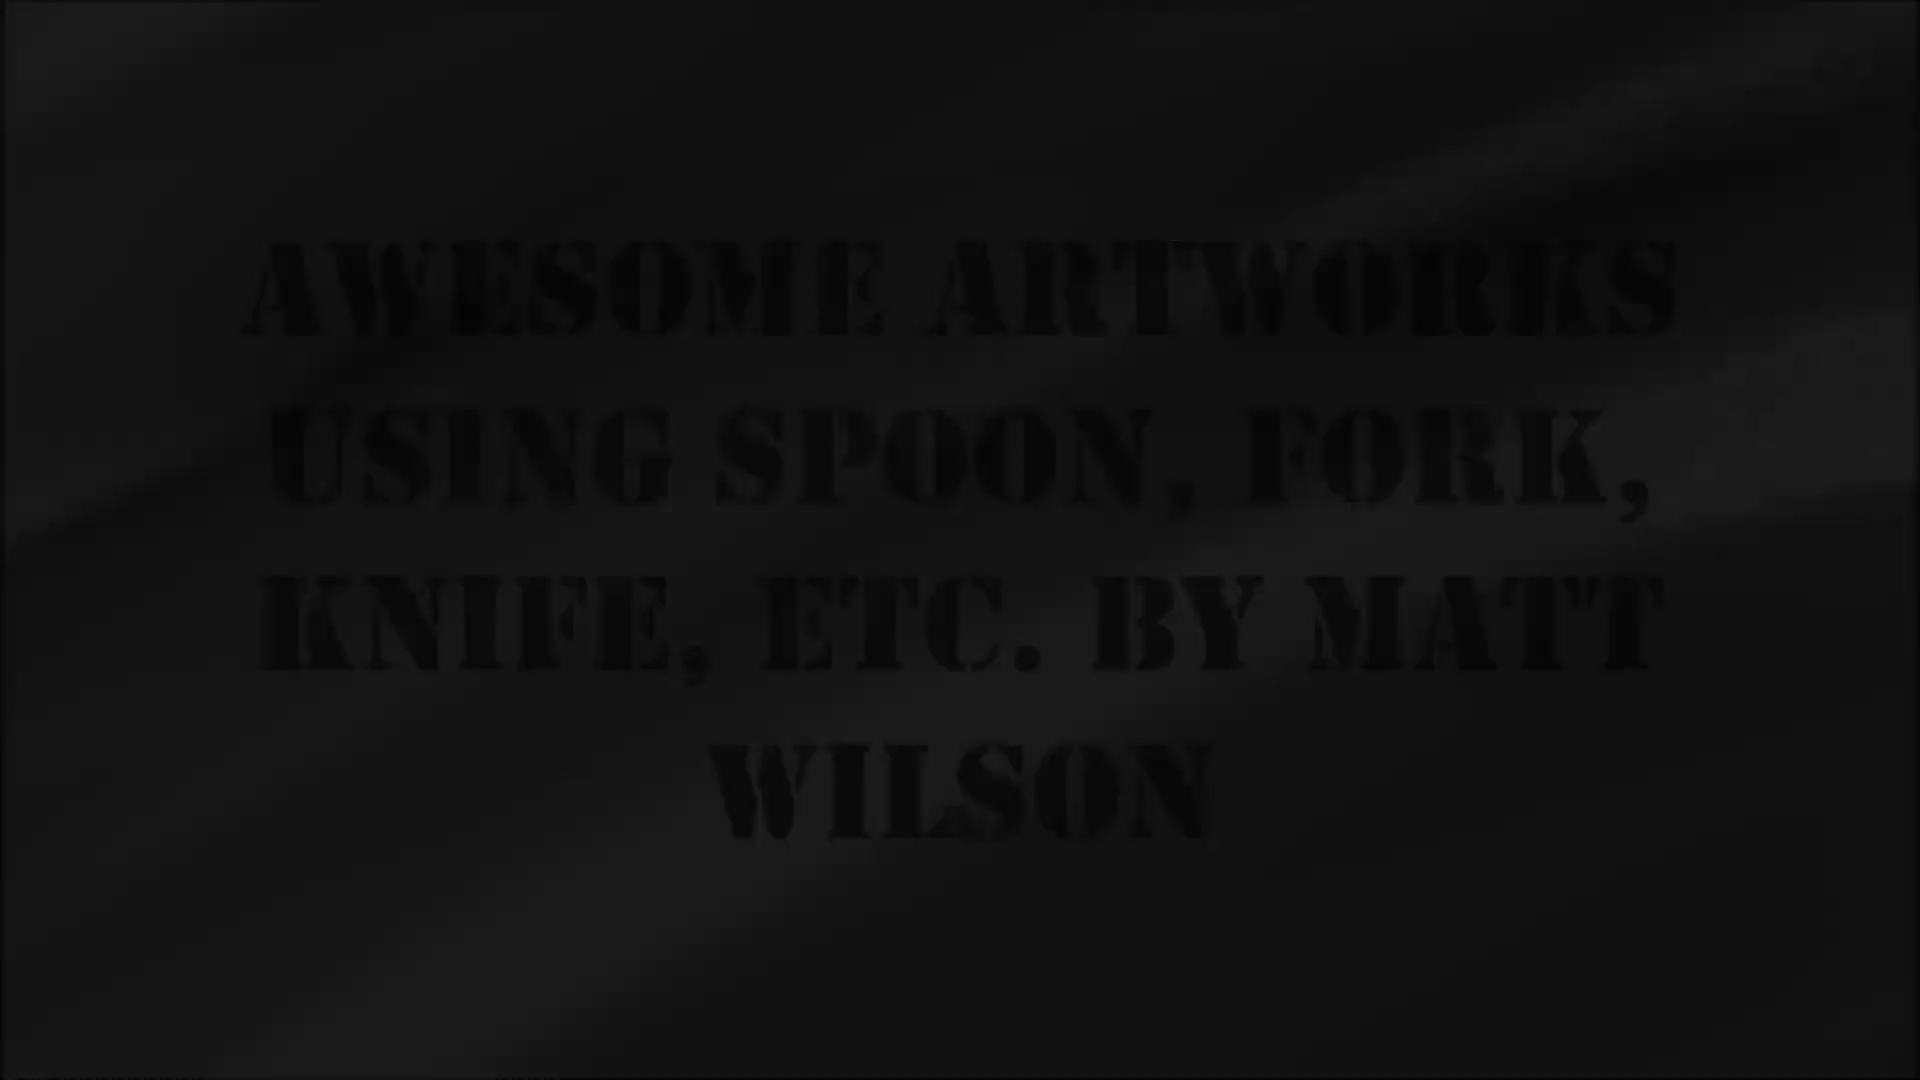 AWESOME ARTWORKS
USING SPOON, FORK,
KNIFE, ETC. BY MATT
WILSON